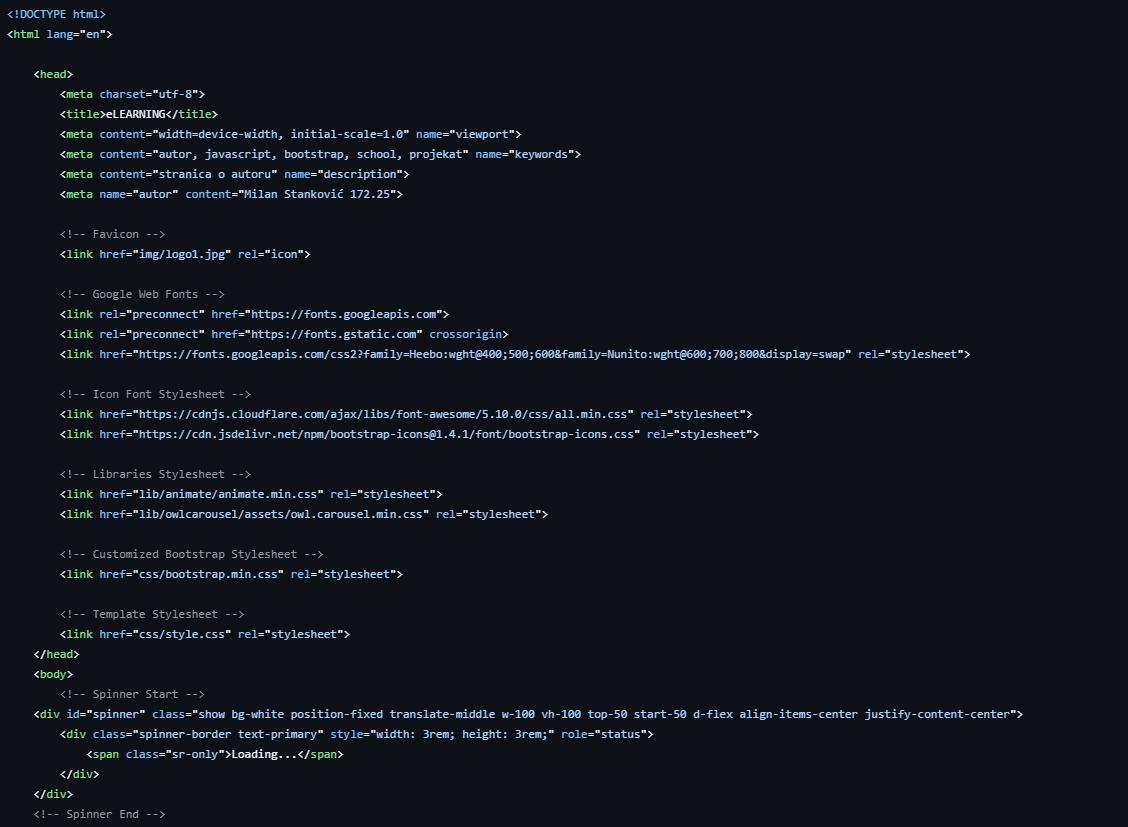 <!DOCTYPE html>
<html lang="en">
<head>
<meta charset="utf-8">
<title>eLEARNING</title>
<meta content="width=device-width, initial-scale=1.0" name="viewport">
<meta content="autor, javascript, bootstrap, school, projekat" name="keywords">
<meta content="stranica o autoru" name="description">
<meta name="autor" content="Milan Stanković 172.25">
<!-- Favicon -->
<link href="img/logo1.jpg" rel="icon">
<!-- Google Web Fonts -->
<link rel="preconnect" href="https://fonts.googleapis.com">
<link rel="preconnect" href="https://fonts.gstatic.com" crossorigin>
<link href="https://fonts.googleapis.com/css2?family=Heebo:wght@400;500;600&family=Nunito:wght@600;700;800&display=swap" rel="stylesheet">
<!-- Icon Font Stylesheet -->
<link href="https://cdnjs.cloudflare.com/ajax/libs/font-awesome/5.10.0/css/all.min.css" rel="stylesheet">
<link href="https://cdn.jsdelivr.net/npm/bootstrap-icons@1.4.1/font/bootstrap-icons.css" rel="stylesheet">
<!-- Libraries Stylesheet -->
<link href="lib/animate/animate.min.css" rel="stylesheet">
<link href="lib/owlcarousel/assets/owl.carousel.min.css" rel="stylesheet">
<!-- Customized Bootstrap Stylesheet -->
<link href="css/bootstrap.min.css" rel="stylesheet">
<!-- Template Stylesheet -->
<link href="css/style.css" rel="stylesheet">
</head>
<body>
<!-- Spinner Start -->
<div id="spinner" class="show bg-white position-fixed translate-middle w-100 vh-100 top-50 start-50 d-flex align-items-center justify-content-center">
<div class="spinner-border text-primary" style="width: 3rem; height: 3rem;" role="status">
<span class="sr-only">Loading...</span>
</div>
</div>
<!-- Spinner End -->